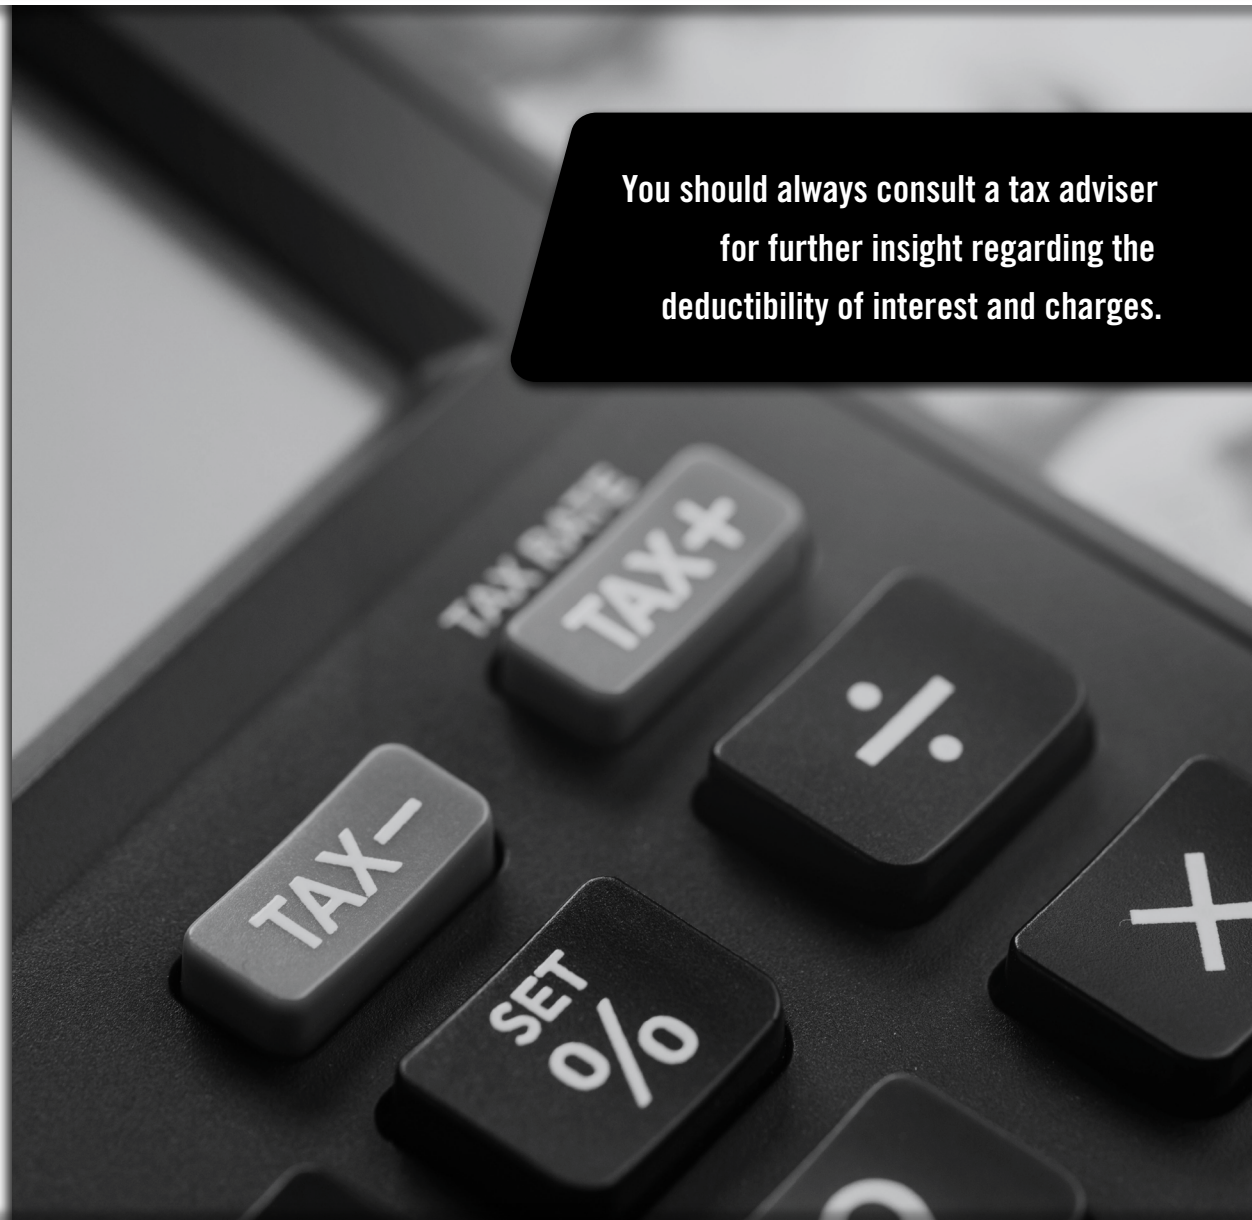 You should always consult a tax adviser
for further insight regarding the
deductibility of interest and charges.
TAX RATE
TAX+
÷
TAX−
×
SET
%